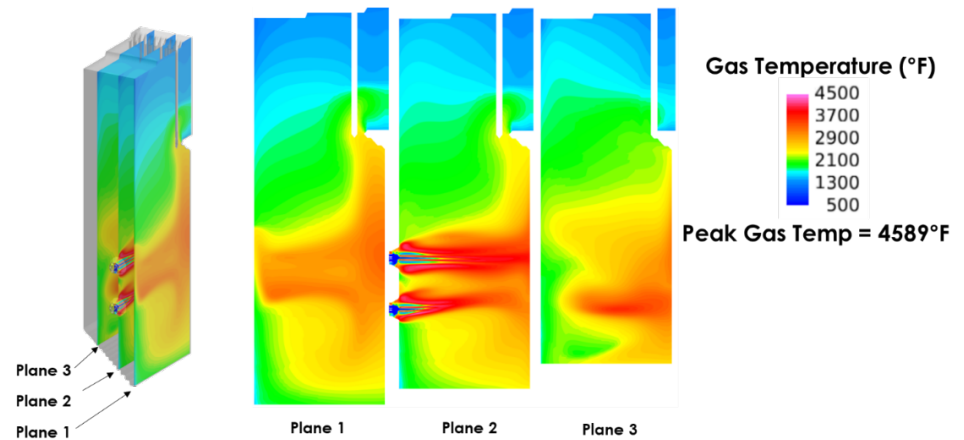 Gas Temperature (°F)
4500
3700
2900
2100
1300
500
Peak Gas Temp = 4589°F
Plane 3
Plane 2
Plane 1
Plane 1
Plane 2
Plane 3